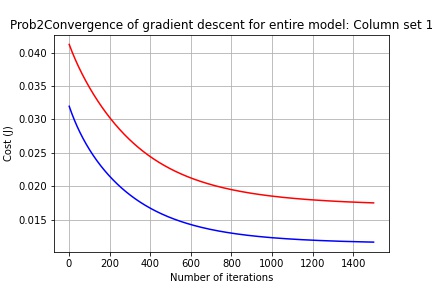 Prob2Convergence of gradient descent for entire model: Column set 1
0.040
0.035
0.030
0.025
0.020
0.015
Cost (J)
0 200 400 600 800 1000 1200 1400
Number of iterations